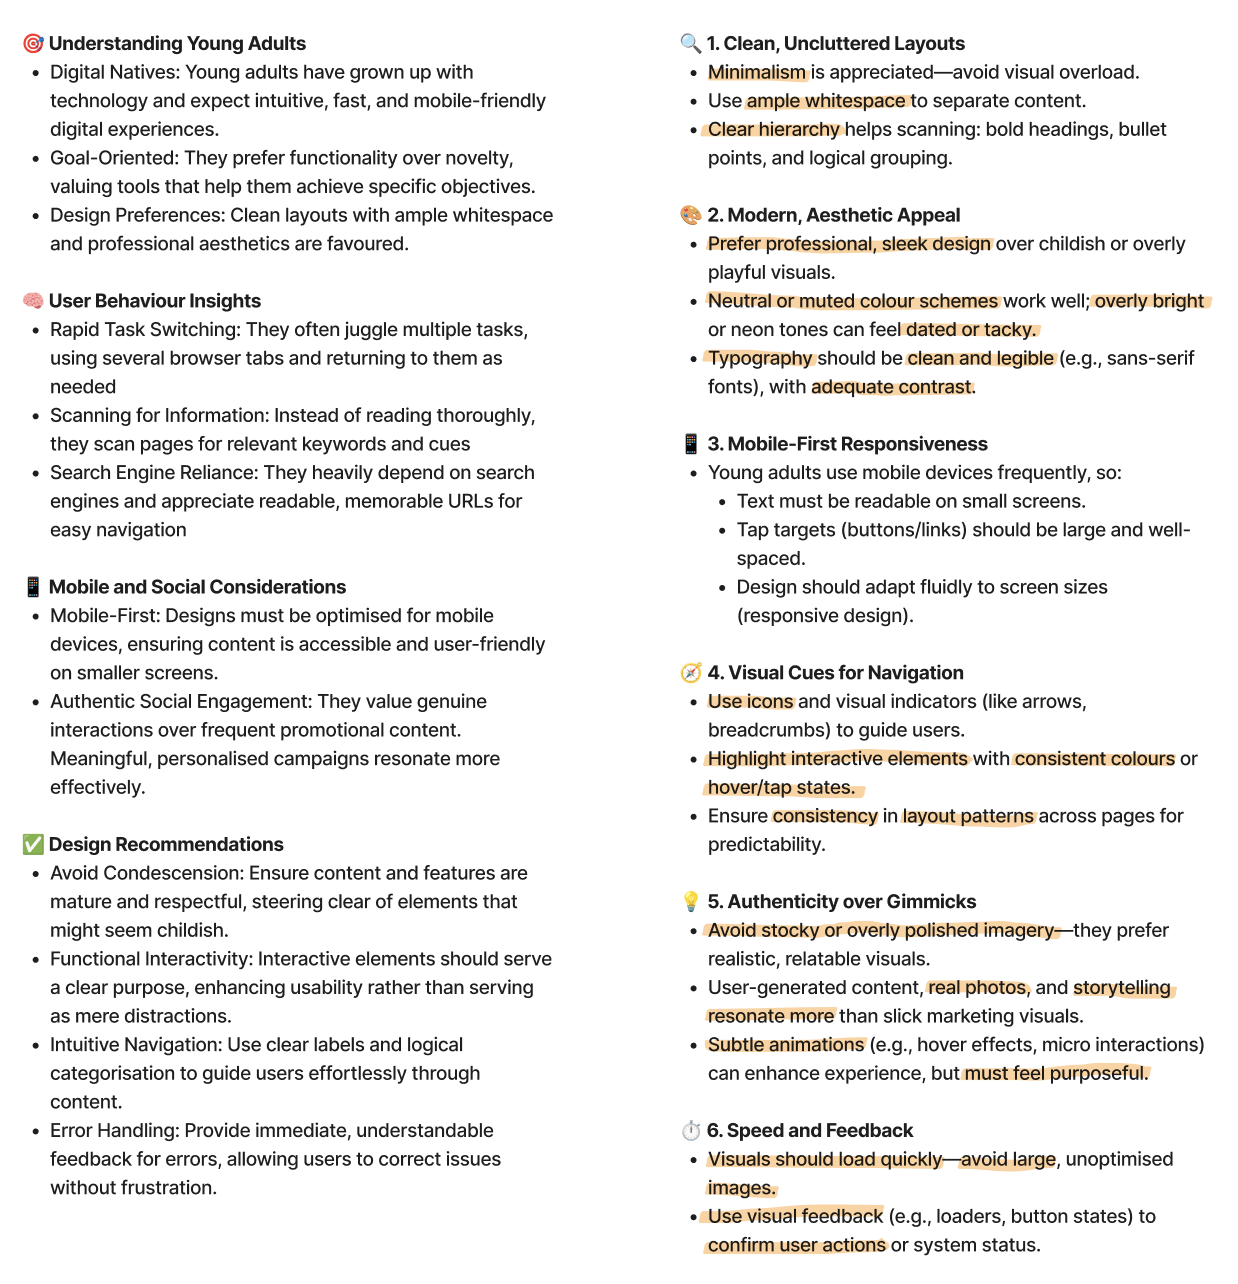 🎯 Understanding Young Adults
• Digital Natives: Young adults have grown up with
technology and expect intuitive, fast, and mobile-friendly
digital experiences.
• Goal-Oriented: They prefer functionality over novelty,
valuing tools that help them achieve specific objectives.
• Design Preferences: Clean layouts with ample whitespace
and professional aesthetics are favoured.
🧠 User Behaviour Insights
• Rapid Task Switching: They often juggle multiple tasks,
using several browser tabs and returning to them as
needed
• Scanning for Information: Instead of reading thoroughly,
they scan pages for relevant keywords and cues
• Search Engine Reliance: They heavily depend on search
engines and appreciate readable, memorable URLs for
easy navigation
📱 Mobile and Social Considerations
• Mobile-First: Designs must be optimised for mobile
devices, ensuring content is accessible and user-friendly
on smaller screens.
• Authentic Social Engagement: They value genuine
interactions over frequent promotional content.
Meaningful, personalised campaigns resonate more
effectively.
✅ Design Recommendations
• Avoid Condescension: Ensure content and features are
mature and respectful, steering clear of elements that
might seem childish.
• Functional Interactivity: Interactive elements should serve
a clear purpose, enhancing usability rather than serving
as mere distractions.
• Intuitive Navigation: Use clear labels and logical
categorisation to guide users effortlessly through
content.
• Error Handling: Provide immediate, understandable
feedback for errors, allowing users to correct issues
without frustration.
🔍 1. Clean, Uncluttered Layouts
• Minimalism is appreciated—avoid visual overload.
• Use ample whitespace to separate content.
• Clear hierarchy helps scanning: bold headings, bullet
points, and logical grouping.
🎨 2. Modern, Aesthetic Appeal
• Prefer professional, sleek design over childish or overly
playful visuals.
• Neutral or muted colour schemes work well; overly bright
or neon tones can feel dated or tacky.
• Typography should be clean and legible (e.g., sans-serif
fonts), with adequate contrast.
📱 3. Mobile-First Responsiveness
• Young adults use mobile devices frequently, so:
• Text must be readable on small screens.
• Tap targets (buttons/links) should be large and well-
spaced.
• Design should adapt fluidly to screen sizes
(responsive design).
🧭 4. Visual Cues for Navigation
• Use icons and visual indicators (like arrows,
breadcrumbs) to guide users.
• Highlight interactive elements with consistent colours or
hover/tap states.
• Ensure consistency in layout patterns across pages for
predictability.
💡 5. Authenticity over Gimmicks
• Avoid stocky or overly polished imagery—they prefer
realistic, relatable visuals.
• User-generated content, real photos, and storytelling
resonate more than slick marketing visuals.
• Subtle animations (e.g., hover effects, micro interactions)
can enhance experience, but must feel purposeful.
⏱️ 6. Speed and Feedback
• Visuals should load quickly—avoid large, unoptimised
images.
• Use visual feedback (e.g., loaders, button states) to
confirm user actions or system status.